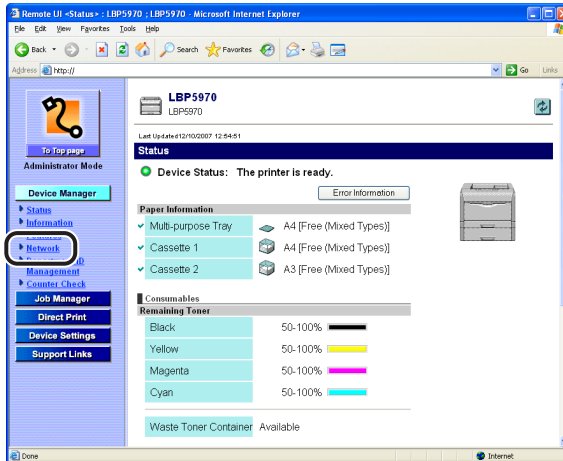 Remote UI <Status> : LBP5970 ; LBP5970 - Microsoft Internet Explorer
File Edit View Favorites Tools Help
Back Search Favorites
Address http:// Go Links
To Top page
Administrator Mode
Device Manager
Status
Information
Network
Management
Counter Check
Job Manager
Direct Print
Device Settings
Support Links
LBP5970
LBP5970
Last Updated12/10/2007 12:54:51
Status
Device Status: The printer is ready.
Error Information
Paper Information
Multi-purpose Tray A4 [Free (Mixed Types)]
Cassette 1 A4 [Free (Mixed Types)]
Cassette 2 A3 [Free (Mixed Types)]
Consumables
Remaining Toner
Black 50-100%
Yellow 50-100%
Magenta 50-100%
Cyan 50-100%
Waste Toner Container Available
Done Internet